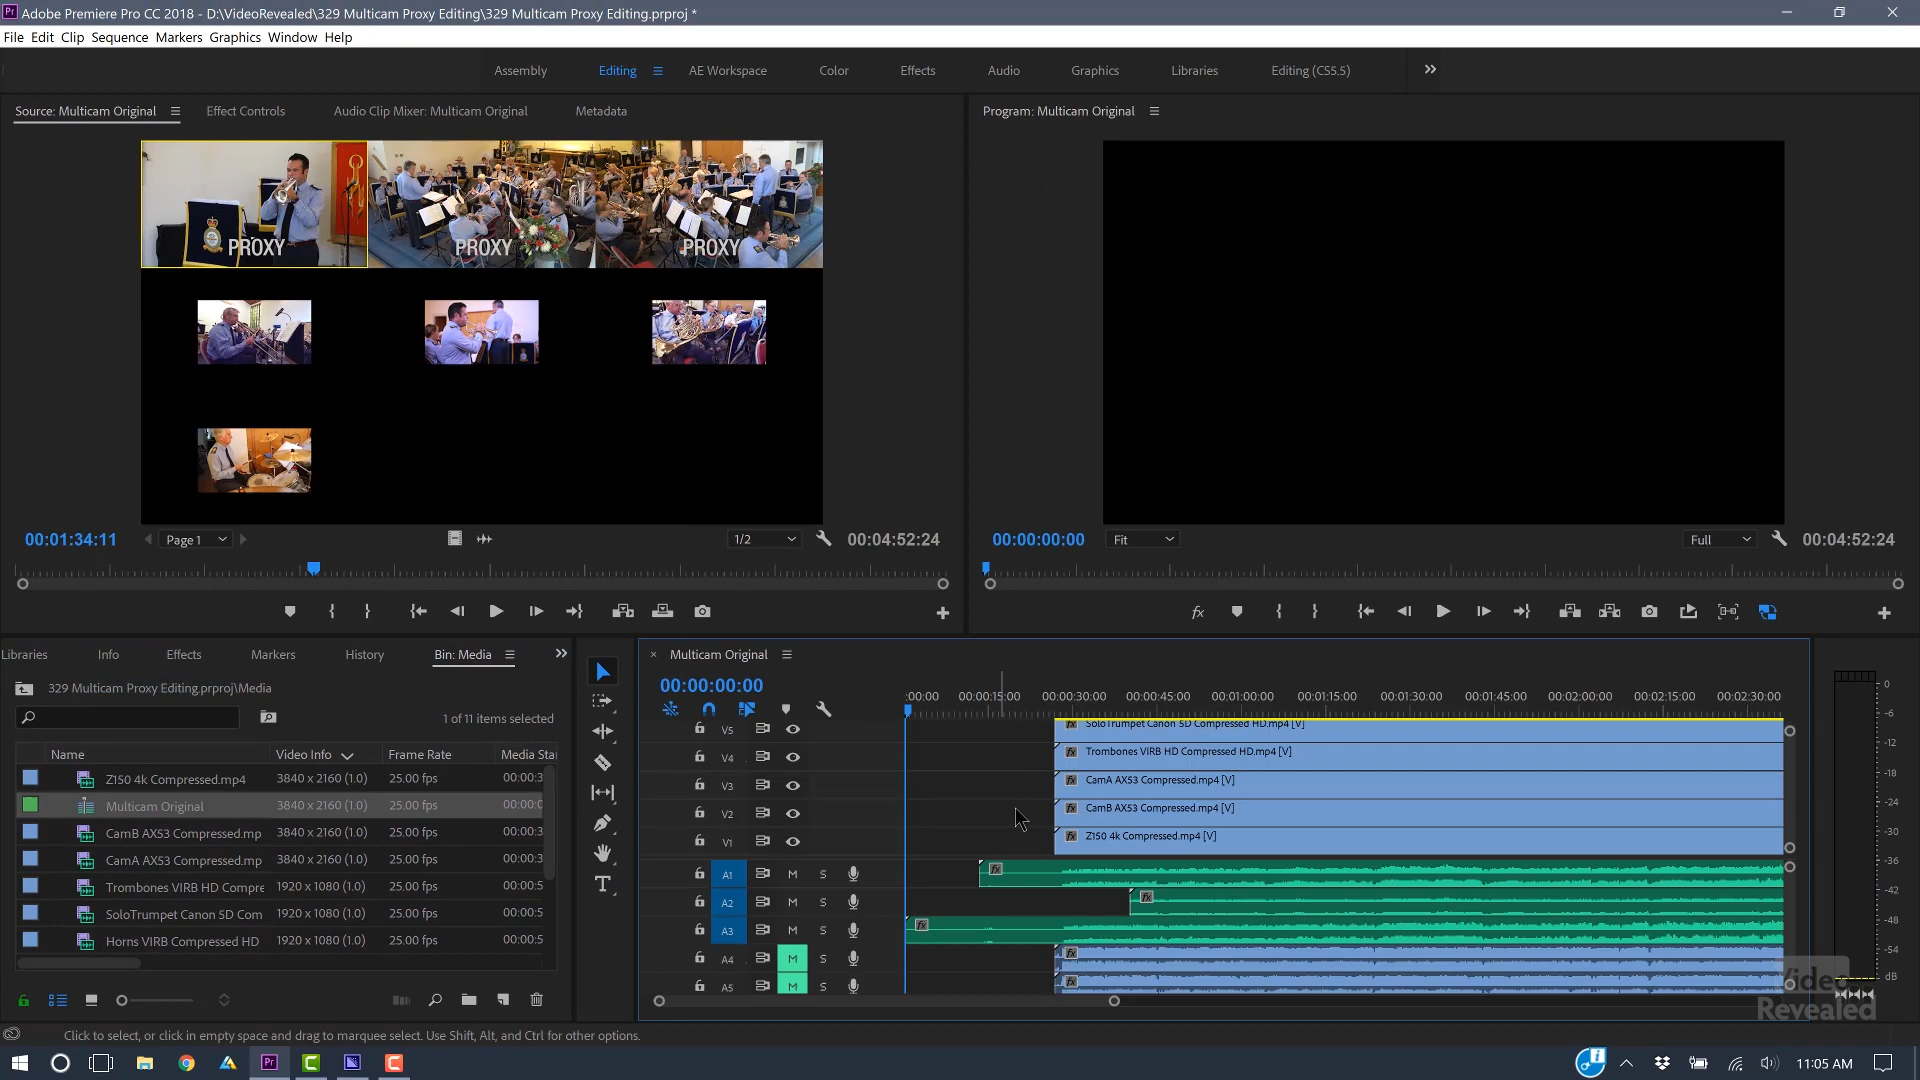 Adobe Premiere Pro CC 2018 - D:\VideoRevealed\329 Multicam Proxy Editing\329 Multicam Proxy Editing.prproj *
File Edit Clip Sequence Markers Graphics Window Help
Assembly Editing AE Workspace Color Effects Audio Graphics Libraries Editing (CS5.5)
Source: Multicam Original Effect Controls Audio Clip Mixer: Multicam Original Metadata
Program: Multicam Original
PROXY PROXY PROXY
00:01:34:11 Page 1 1/2 00:04:52:24
00:00:00:00 Fit Full 00:04:52:24
Libraries Info Effects Markers History Bin: Media
329 Multicam Proxy Editing.prproj\Media
1 of 11 items selected
Name Video Info Frame Rate Media Sta
Z150 4k Compressed.mp4 3840 x 2160 (1.0) 25.00 fps 00:00:3
Multicam Original 3840 x 2160 (1.0) 25.00 fps 00:00:0
CamB AX53 Compressed.mp 3840 x 2160 (1.0) 25.00 fps 00:00:3
CamA AX53 Compressed.mp 3840 x 2160 (1.0) 25.00 fps 00:00:3
Trombones VIRB HD Compre 1920 x 1080 (1.0) 25.00 fps 00:00:5
SoloTrumpet Canon 5D Com 1920 x 1080 (1.0) 25.00 fps 00:00:5
Horns VIRB Compressed HD 1920 x 1080 (1.0) 25.00 fps 00:00:5
Multicam Original
00:00:00:00
:00:00 00:00:15:00 00:00:30:00 00:00:45:00 00:01:00:00 00:01:15:00 00:01:30:00 00:01:45:00 00:02:00:00 00:02:15:00 00:02:30:00
V5 SoloTrumpet Canon 5D Compressed HD.mp4 [V]
V4 Trombones VIRB HD Compressed HD.mp4 [V]
V3 CamA AX53 Compressed.mp4 [V]
V2 CamB AX53 Compressed.mp4 [V]
V1 Z150 4k Compressed.mp4 [V]
A1 M S
A2 M S
A3 M S
A4 M S
A5 M S
0
-6
-12
-18
-24
-30
-36
-42
-48
-54
dB
Video
Revealed
Click to select, or click in empty space and drag to marquee select. Use Shift, Alt, and Ctrl for other options.
11:05 AM